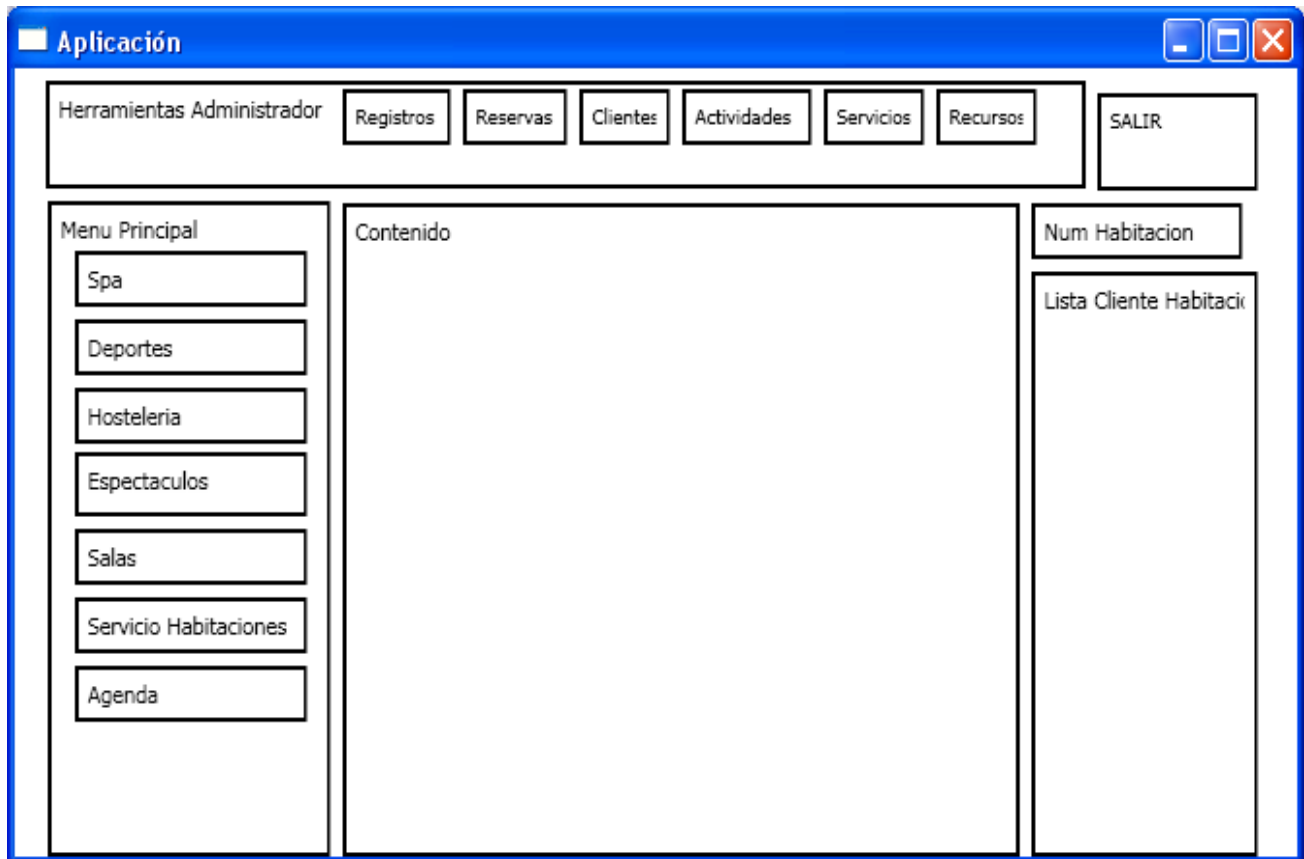 Aplicación
Herramientas Administrador
Registros
Reservas
Clientes
Actividades
Servicios
Recursos
SALIR
Menu Principal
Spa
Deportes
Hosteleria
Espectaculos
Salas
Servicio Habitaciones
Agenda
Contenido
Num Habitacion
Lista Cliente Habitaci